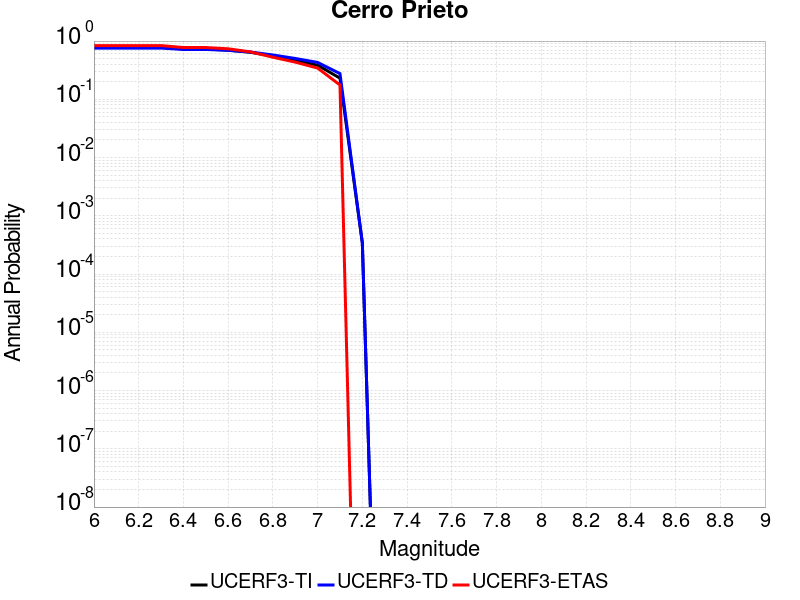 Cerro Prieto
10^0
10^-1
10^-2
10^-3
10^-4
10^-5
10^-6
10^-7
10^-8
Annual Probability
6 6.2 6.4 6.6 6.8 7 7.2 7.4 7.6 7.8 8 8.2 8.4 8.6 8.8 9
Magnitude
UCERF3-TI UCERF3-TD UCERF3-ETAS